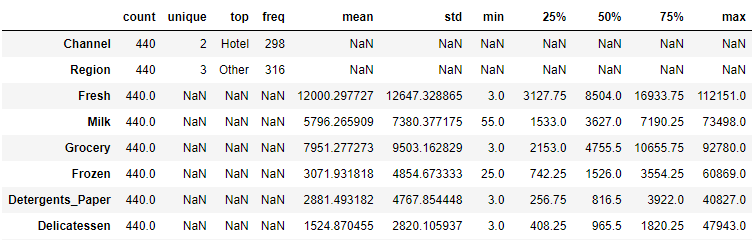 count unique top freq mean std min 25% 50% 75% max
Channel 440 2 Hotel 298 NaN NaN NaN NaN NaN NaN NaN
Region 440 3 Other 316 NaN NaN NaN NaN NaN NaN NaN
Fresh 440.0 NaN NaN NaN 12000.297727 12647.328865 3.0 3127.75 8504.0 16933.75 112151.0
Milk 440.0 NaN NaN NaN 5796.265909 7380.377175 55.0 1533.0 3627.0 7190.25 73498.0
Grocery 440.0 NaN NaN NaN 7951.277273 9503.162829 3.0 2153.0 4755.5 10655.75 92780.0
Frozen 440.0 NaN NaN NaN 3071.931818 4854.673333 25.0 742.25 1526.0 3554.25 60869.0
Detergents_Paper 440.0 NaN NaN NaN 2881.493182 4767.854448 3.0 256.75 816.5 3922.0 40827.0
Delicatessen 440.0 NaN NaN NaN 1524.870455 2820.105937 3.0 408.25 965.5 1820.25 47943.0